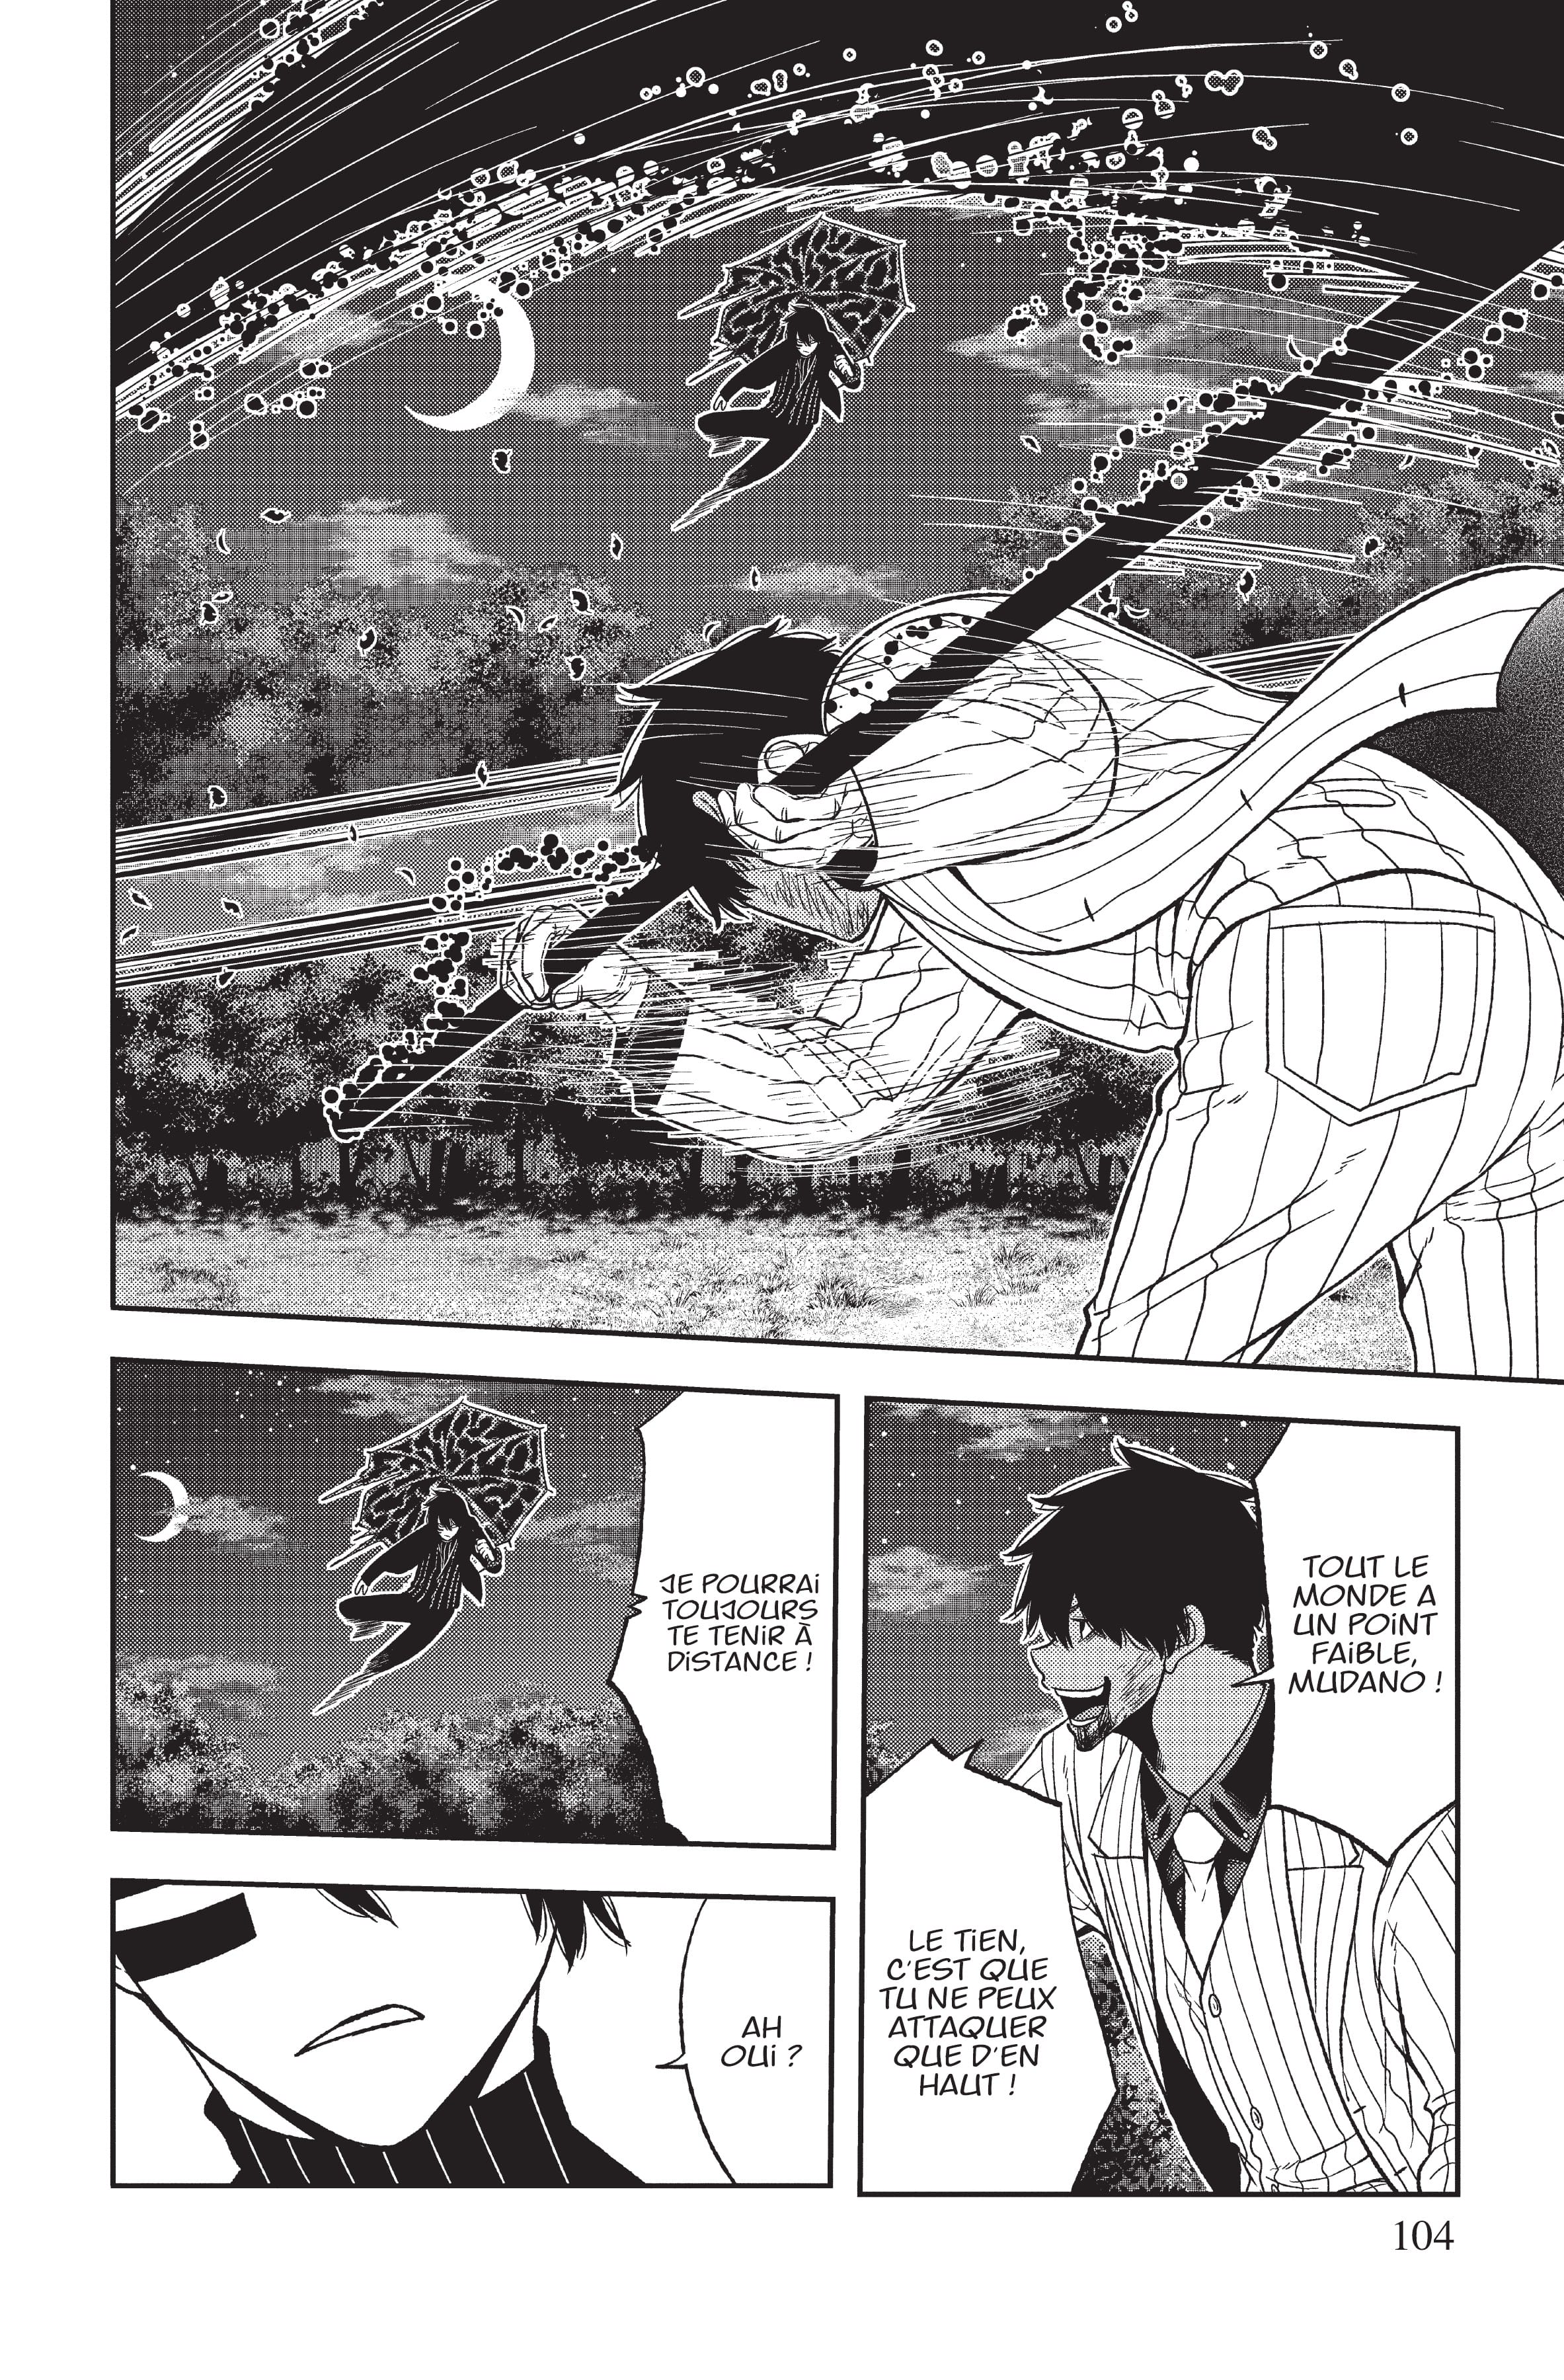 TOUT LE
MONDE A
UN POINT
FAIBLE,
MUDANO !
LE TIEN,
C'EST QUE
TU NE PEUX
ATTAQUER
QUE D'EN
HAUT !
JE POURRAI
TOUJOURS
TE TENIR À
DISTANCE !
AH
OUI ?
104